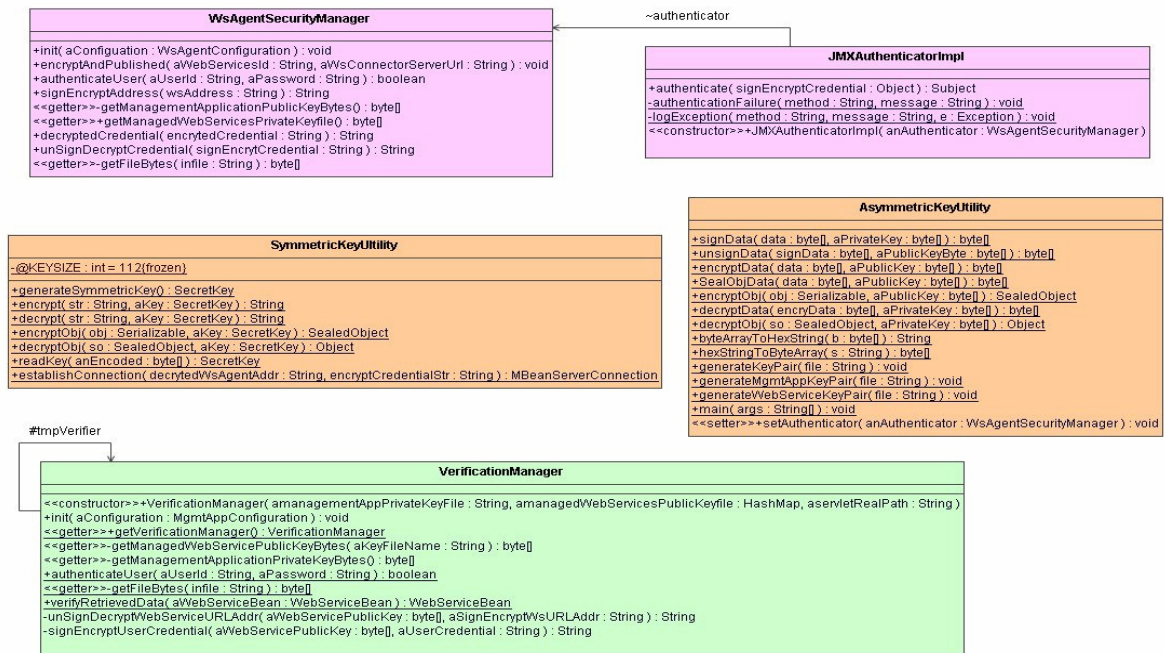 WsAgentSecurityManager
+init( aConfiguation : WsAgentConfiguration ) : void
+encryptAndPublished( aWebServicesId : String, aWsConnectorServerUrl : String ) : void
+authenticateUser( aUserId : String, aPassword : String ) : boolean
+signEncryptAddress( wsAddress : String ) : String
<<getter>>-getManagementApplicationPublicKeyBytes() : byte[]
<<getter>>+getManagedWebServicesPrivateKeyfile() : byte[]
+decryptedCredential( encrytedCredential : String ) : String
+unSignDecryptCredential( signEncrytCredential : String ) : String
<<getter>>-getFileBytes( infile : String ) : byte[]
~authenticator
JMXAuthenticatorImpl
+authenticate( signEncryptCredential : Object ) : Subject
-authenticationFailure( method : String, message : String ) : void
-logException( method : String, message : String, e : Exception ) : void
<<constructor>>+JMXAuthenticatorImpl( anAuthenticator : WsAgentSecurityManager )
SymmetricKeyUltility
-@KEYSIZE : int = 112{frozen}
+generateSymmetricKey() : SecretKey
+encrypt( str : String, aKey : SecretKey ) : String
+decrypt( str : String, aKey : SecretKey ) : String
+encryptObj( obj : Serializable, aKey : SecretKey ) : SealedObject
+decryptObj( so : SealedObject, aKey : SecretKey ) : Object
+readKey( anEncoded : byte[] ) : SecretKey
+establishConnection( decrytedWsAgentAddr : String, encryptCredentialStr : String ) : MBeanServerConnection
AsymmetricKeyUtility
+signData( data : byte[], aPrivateKey : byte[] ) : byte[]
+unsignData( signData : byte[], aPublicKeyByte : byte[] ) : byte[]
+encryptData( data : byte[], aPublicKey : byte[] ) : byte[]
+SealObjData( data : byte[], aPublicKey : byte[] ) : byte[]
+encryptObj( obj : Serializable, aPublicKey : byte[] ) : SealedObject
+decryptData( encryData : byte[], aPrivateKey : byte[] ) : byte[]
+decryptObj( so : SealedObject, aPrivateKey : byte[] ) : Object
+byteArrayToHexString( b : byte[] ) : String
+hexStringToByteArray( s : String ) : byte[]
+generateKeyPair( file : String ) : void
+generateMgmtAppKeyPair( file : String ) : void
+generateWebServiceKeyPair( file : String ) : void
+main( args : String[] ) : void
<<setter>>+setAuthenticator( anAuthenticator : WsAgentSecurityManager ) : void
#tmpVerifier
VerificationManager
<<constructor>>+VerificationManager( amanagementAppPrivateKeyFile : String, amanagedWebServicesPublicKeyfile : HashMap, aservletRealPath : String )
+init( aConfiguration : MgmtAppConfiguration ) : void
<<getter>>+getVerificationManager() : VerificationManager
<<getter>>-getManagedWebServicePublicKeyBytes( aKeyFileName : String ) : byte[]
<<getter>>-getManagementApplicationPrivateKeyBytes() : byte[]
+authenticateUser( aUserId : String, aPassword : String ) : boolean
<<getter>>-getFileBytes( infile : String ) : byte[]
+verifyRetrievedData( aWebServiceBean : WebServiceBean ) : WebServiceBean
-unSignDecryptWebServiceURLAddr( aWebServicePublicKey : byte[], aSignEncryptWsURLAddr : String ) : String
-signEncryptUserCredential( aWebServicePublicKey : byte[], aUserCredential : String ) : String